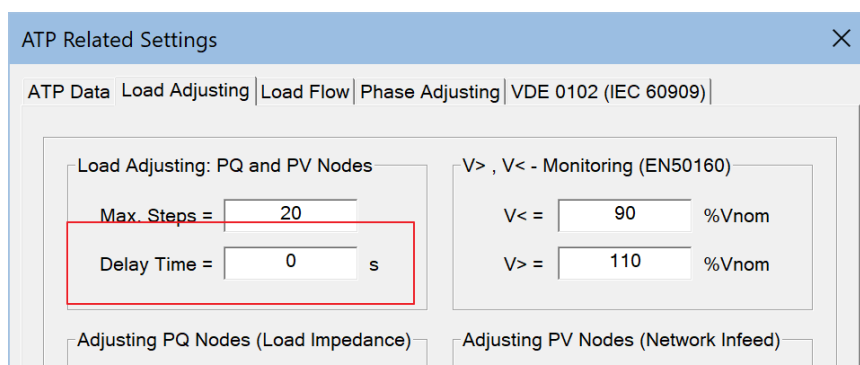 ATP Related Settings
ATP Data Load Adjusting Load Flow Phase Adjusting VDE 0102 (IEC 60909)
Load Adjusting: PQ and PV Nodes
Max. Steps = 20
Delay Time = 0 s
V> , V< - Monitoring (EN50160)
V< = 90 %Vnom
V> = 110 %Vnom
Adjusting PQ Nodes (Load Impedance)
Adjusting PV Nodes (Network Infeed)